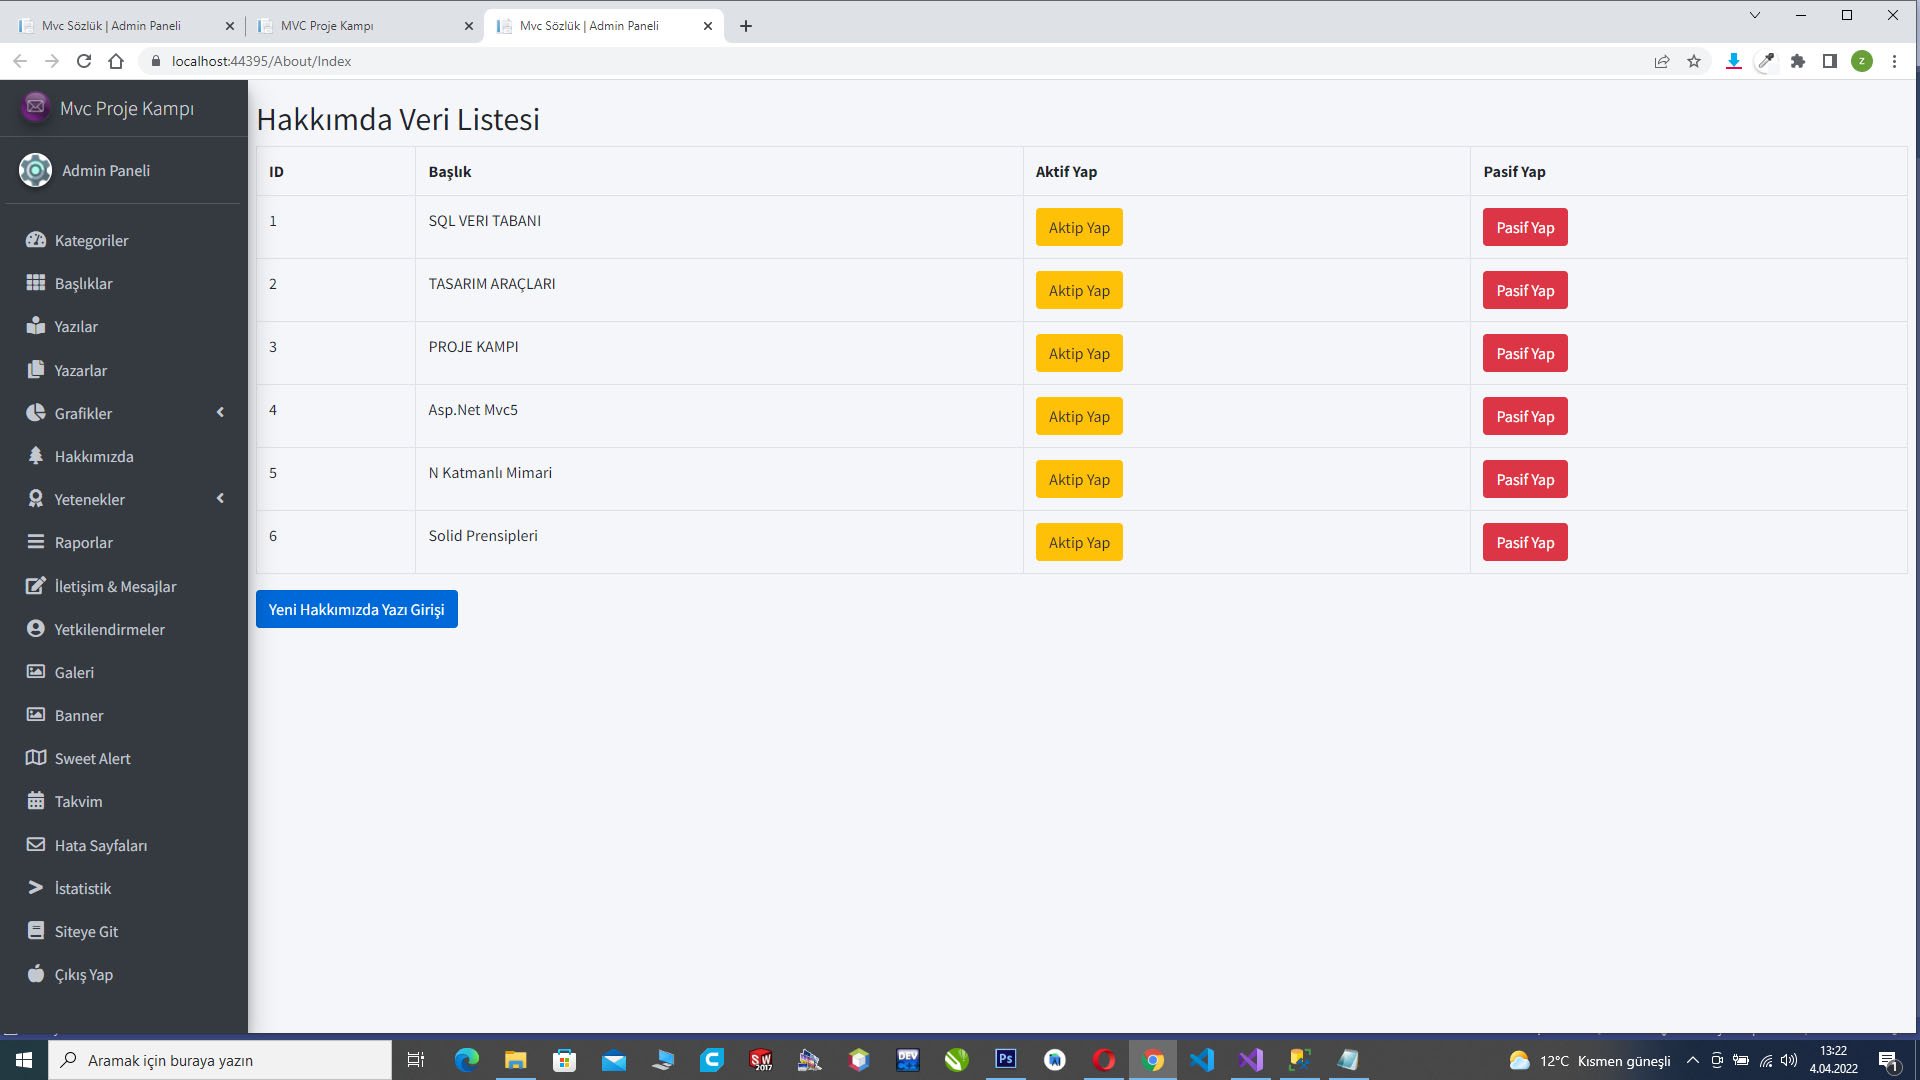 Mvc Sözlük | Admin Paneli
MVC Proje Kampı
Mvc Sözlük | Admin Paneli
localhost:44395/About/Index
Z
Mvc Proje Kampı
Admin Paneli
Kategoriler
Başlıklar
Yazılar
Yazarlar
Grafikler
Hakkımızda
Yetenekler
Raporlar
İletişim & Mesajlar
Yetkilendirmeler
Galeri
Banner
Sweet Alert
Takvim
Hata Sayfaları
İstatistik
Siteye Git
Çıkış Yap
Hakkımda Veri Listesi
ID Başlık Aktif Yap Pasif Yap
1 SQL VERI TABANI Aktip Yap Pasif Yap
2 TASARIM ARAÇLARI Aktip Yap Pasif Yap
3 PROJE KAMPI Aktip Yap Pasif Yap
4 Asp.Net Mvc5 Aktip Yap Pasif Yap
5 N Katmanlı Mimari Aktip Yap Pasif Yap
6 Solid Prensipleri Aktip Yap Pasif Yap
Yeni Hakkımızda Yazı Girişi
Aramak için buraya yazın
SW 2017
DEV
Ps
12°C Kısmen güneşli
13:22
4.04.2022
1